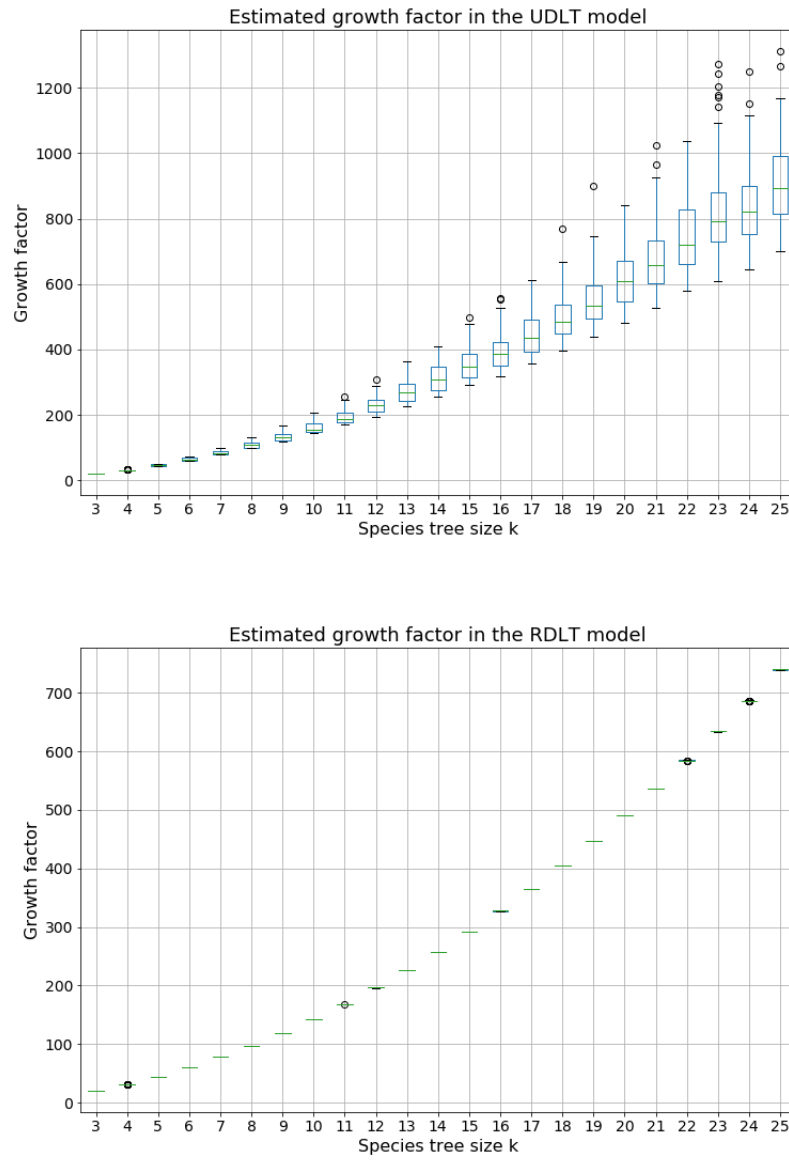 Estimated growth factor in the UDLT model
1200
1000
800
600
400
200
0
Growth factor
3 4 5 6 7 8 9 10 11 12 13 14 15 16 17 18 19 20 21 22 23 24 25
Species tree size k
Estimated growth factor in the RDLT model
700
600
500
400
300
200
100
0
Growth factor
3 4 5 6 7 8 9 10 11 12 13 14 15 16 17 18 19 20 21 22 23 24 25
Species tree size k